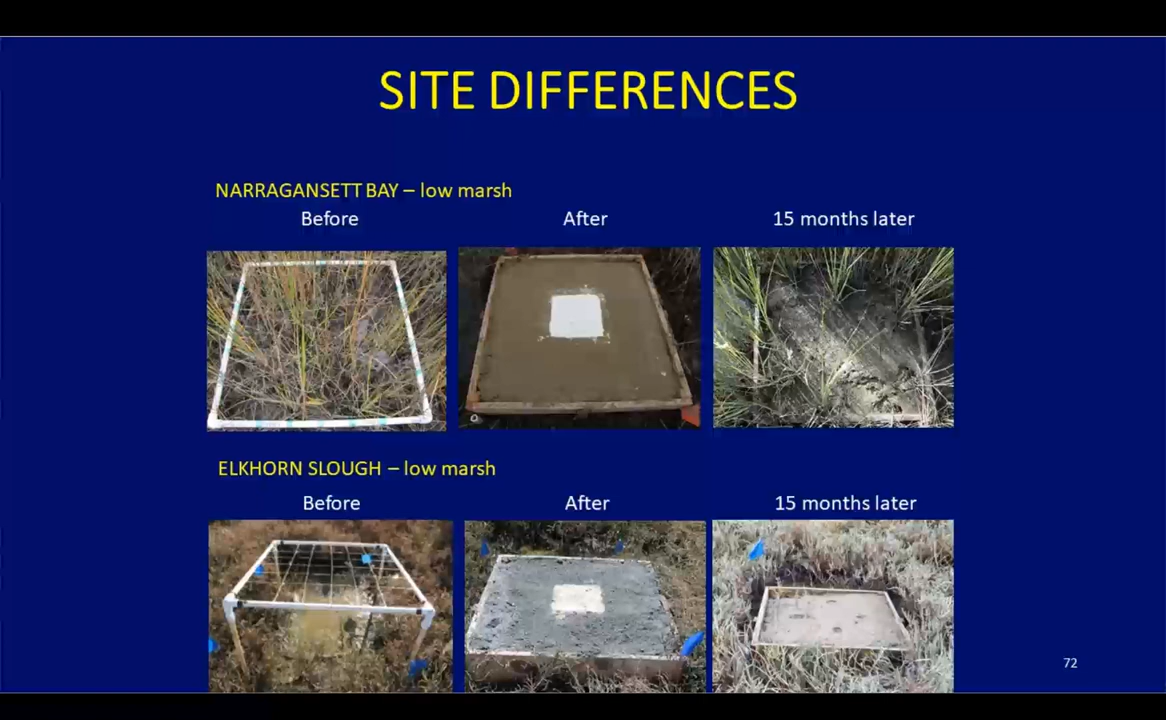 SITE DIFFERENCES
NARRAGANSETT BAY – low marsh
Before After 15 months later
ELKHORN SLOUGH – low marsh
Before After 15 months later
72